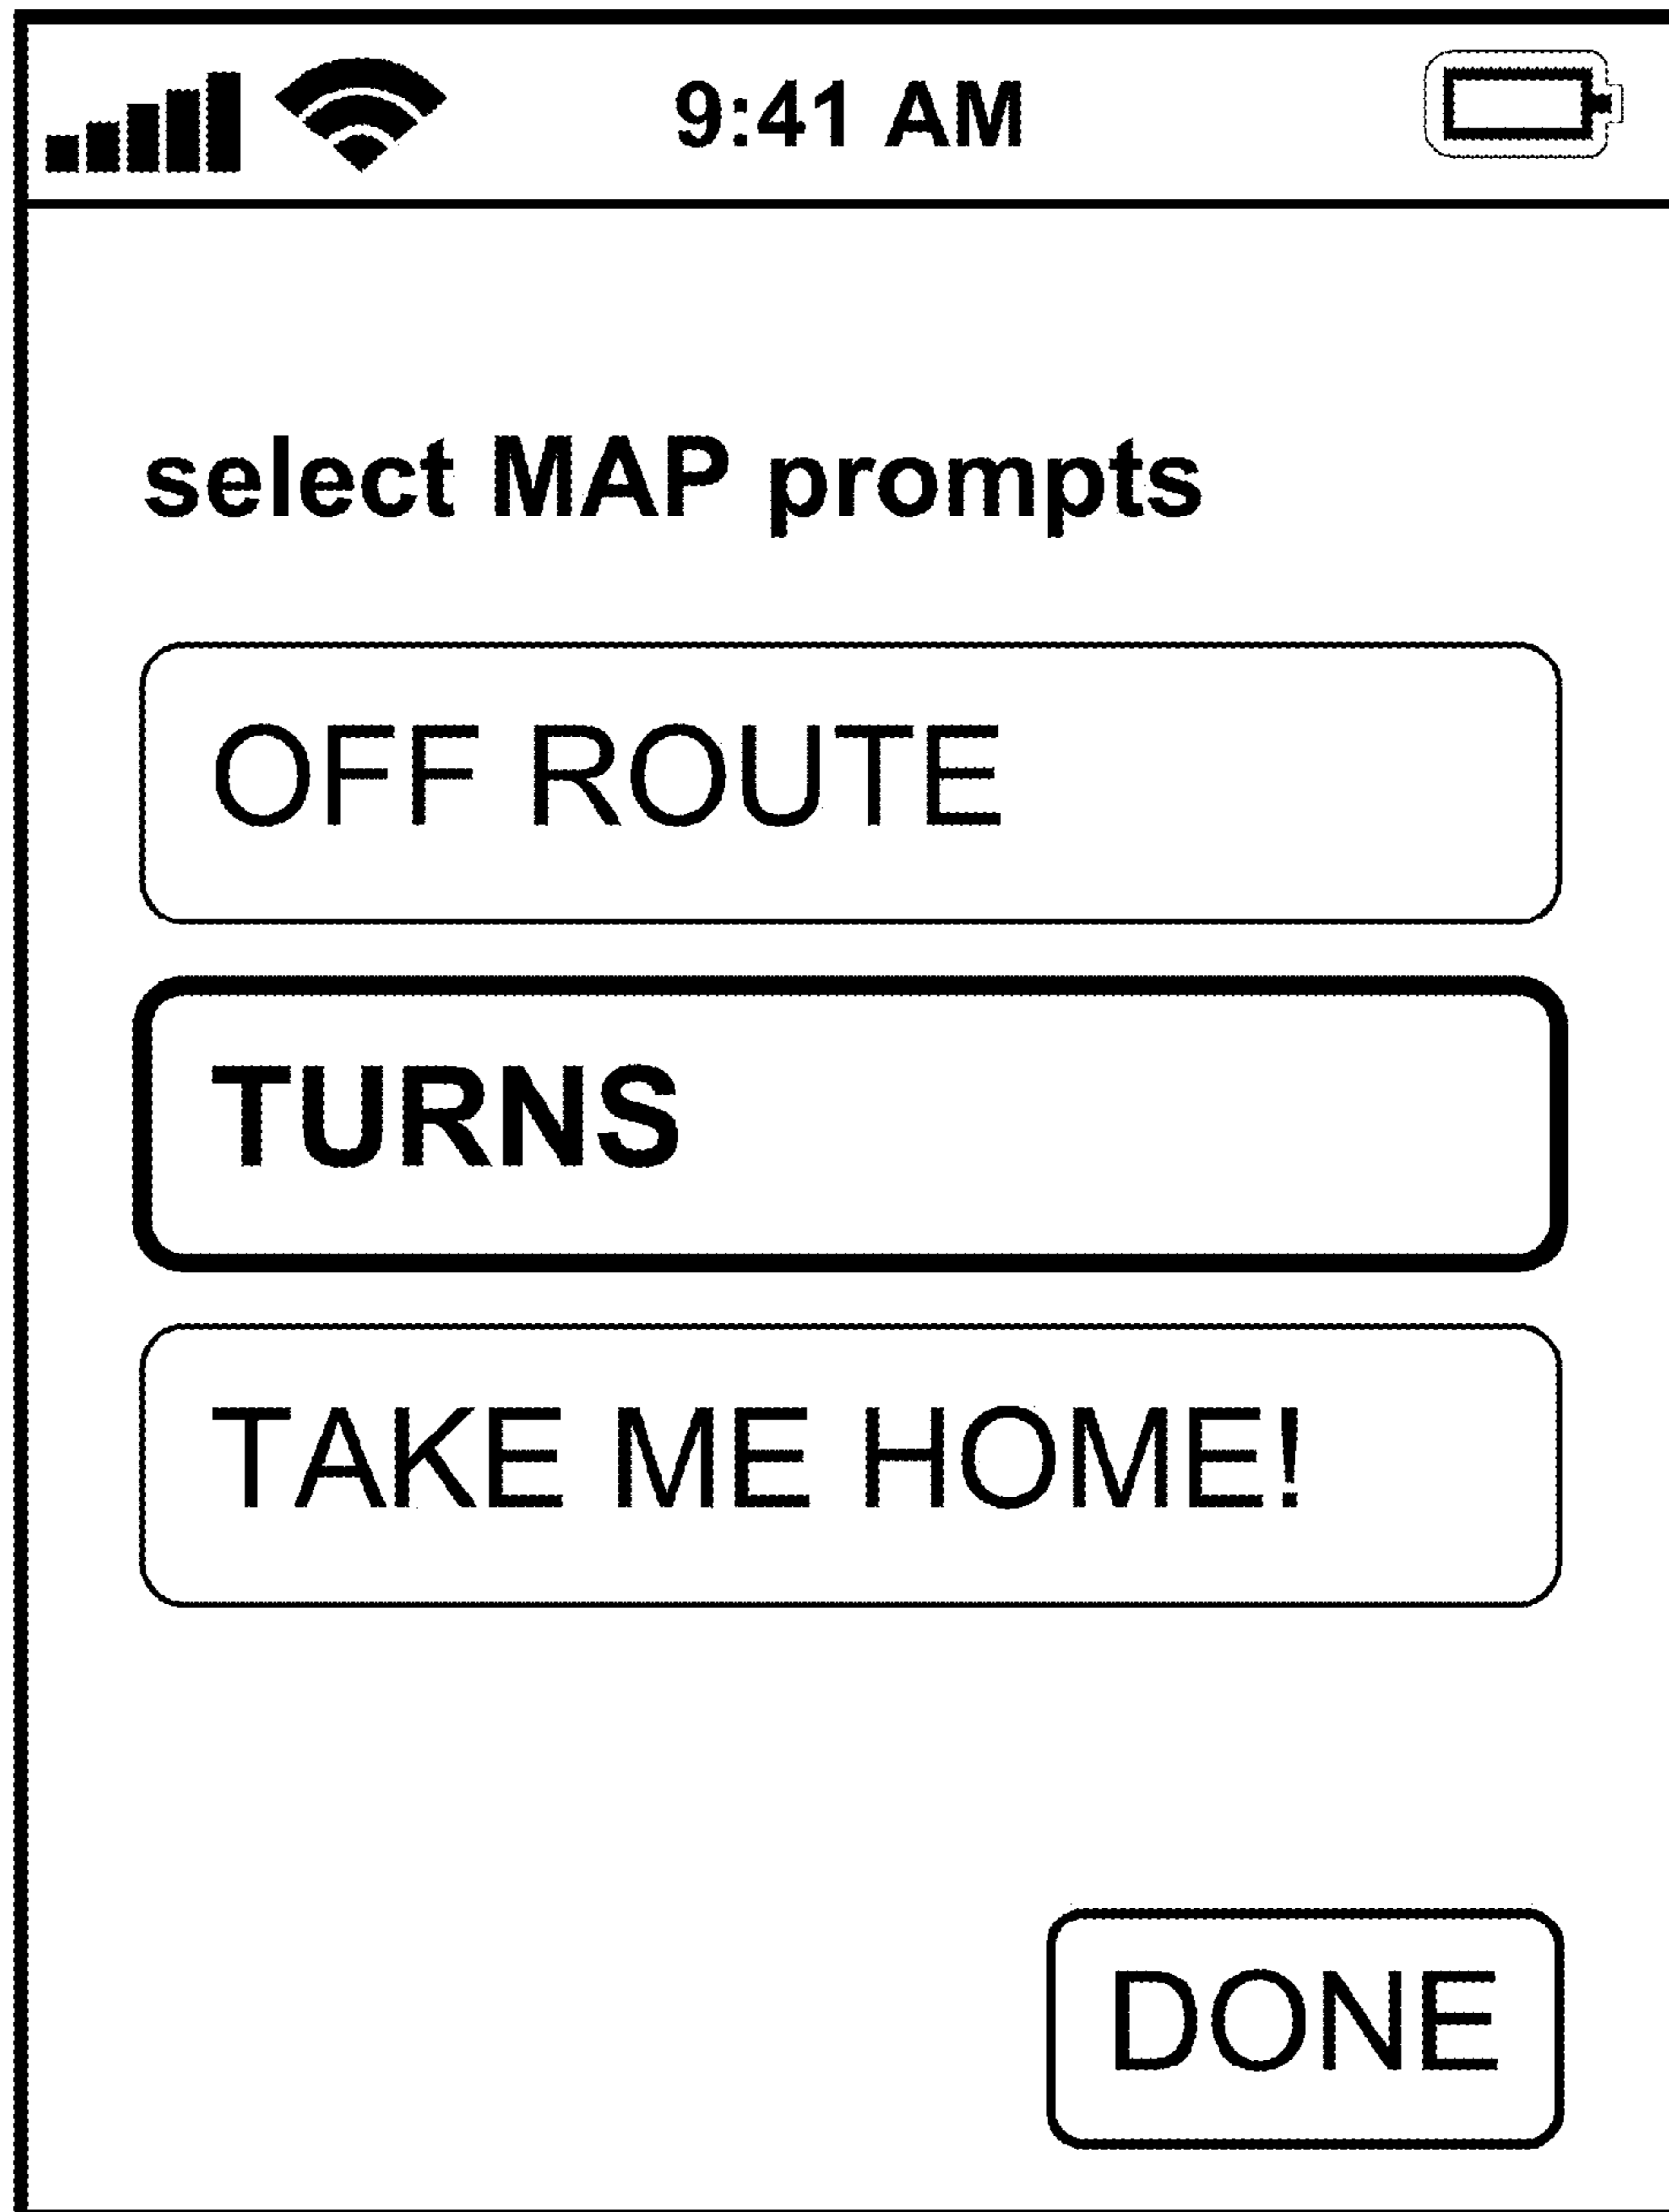 9:41 AM
select MAP prompts
OFF ROUTE
TURNS
TAKE ME HOME!
DONE